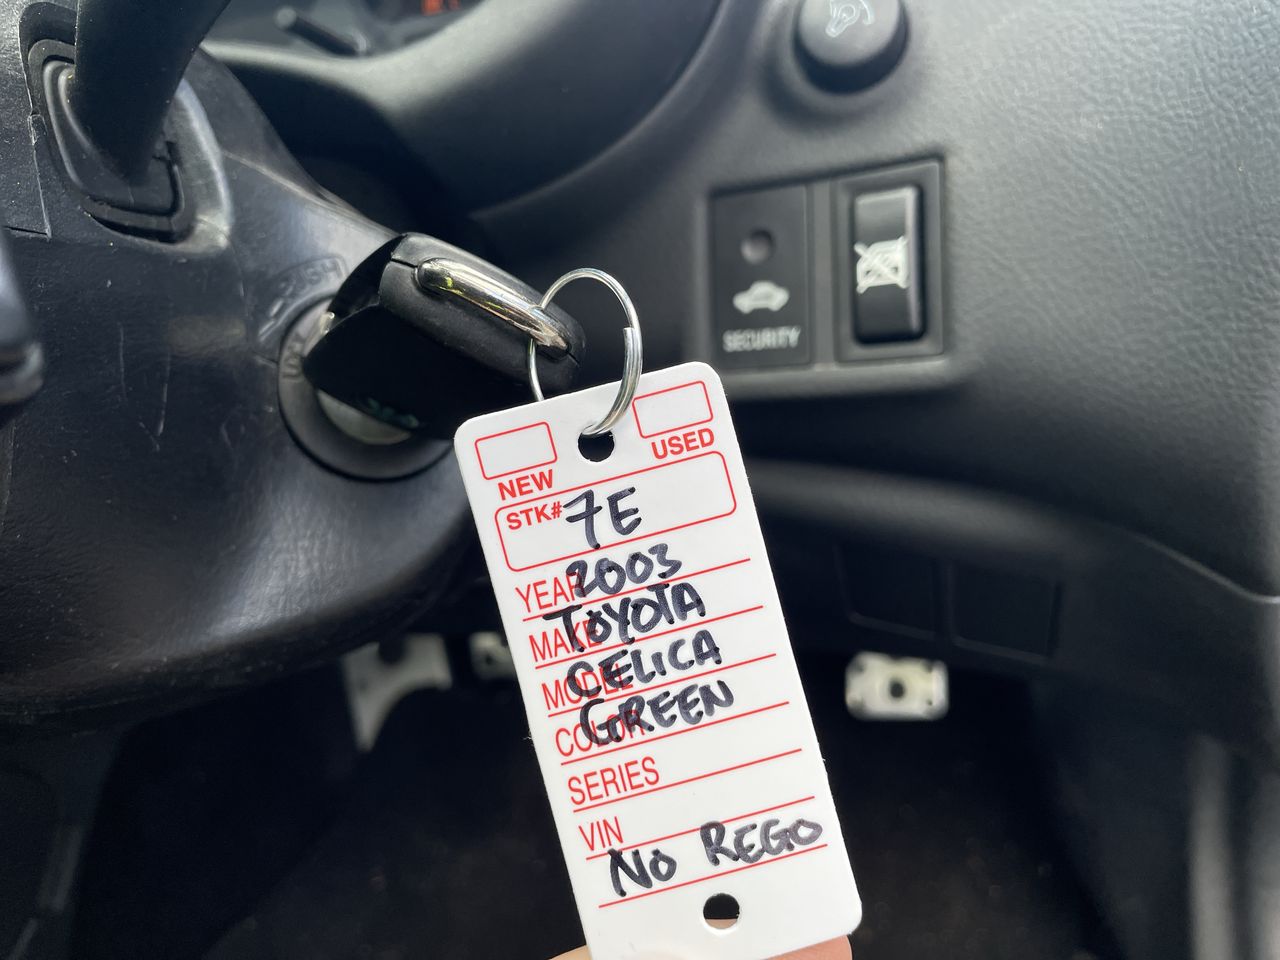 SECURITY
NEW
USED
STK# 7E
YEAR 2003
MAKE TOYOTA
MODEL CELICA
COLOR GREEN
SERIES
VIN
No REGO